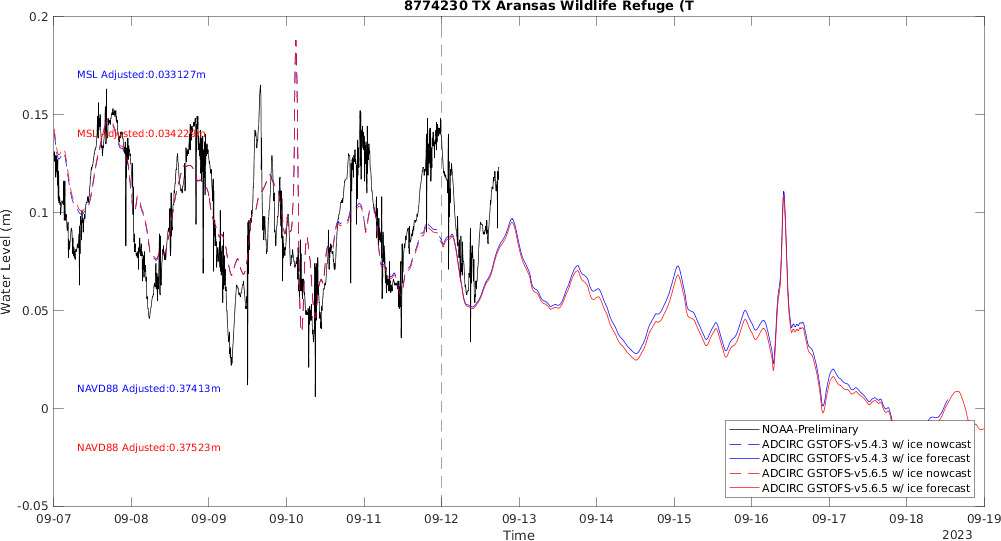 8774230 TX Aransas Wildlife Refuge (T
0.2
MSL Adjusted:0.033127m
0.15
MSL Adjusted:0.03422 m
0.1
Water Level (m)
0.05
NAVD88 Adjusted:0.37413m
0
NAVD88 Adjusted:0.37523m
-0.05
NOAA-Preliminary
ADCIRC GSTOFS-v5.4.3 w/ ice nowcast
ADCIRC GSTOFS-v5.4.3 w/ ice forecast
ADCIRC GSTOFS-v5.6.5 w/ ice nowcast
ADCIRC GSTOFS-v5.6.5 w/ ice forecast
09-07 09-08 09-09 09-10 09-11 09-12 09-13 09-14 09-15 09-16 09-17 09-18 09-19
Time
2023